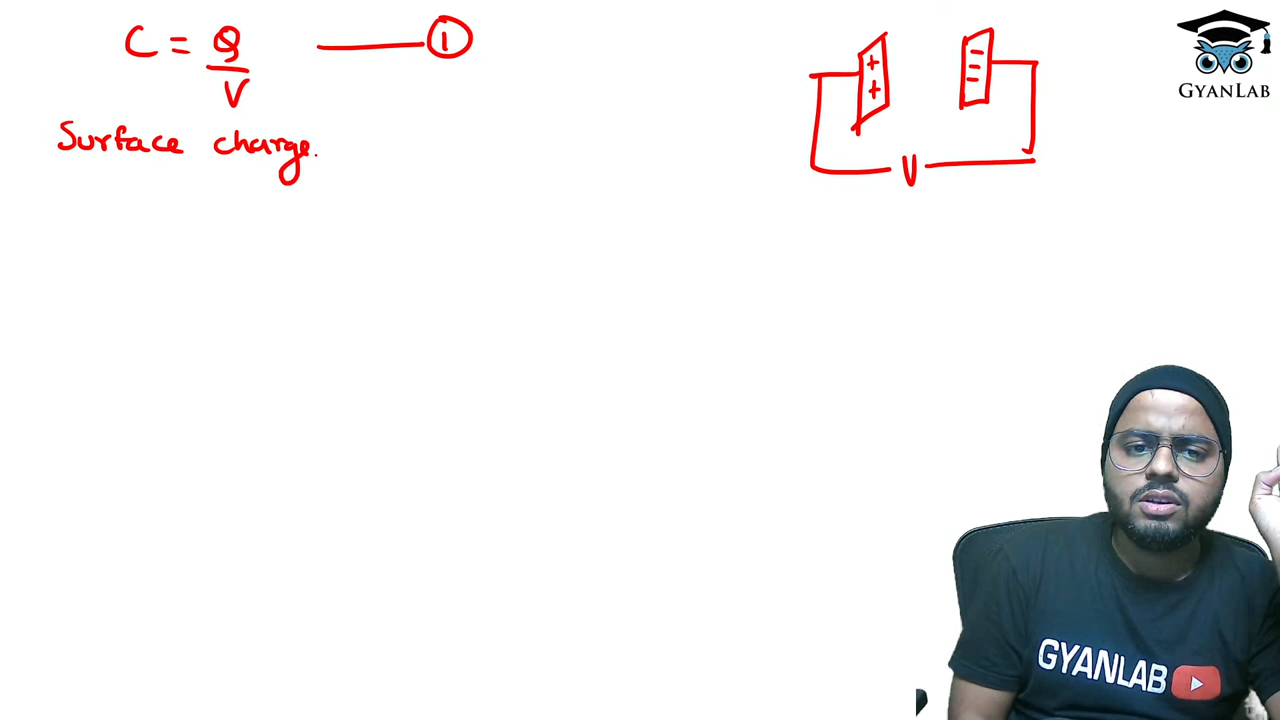 C = Q ——— ①
V
Surface charge.
+
+
−
−
−
V
GYANLAB
GYANLAB